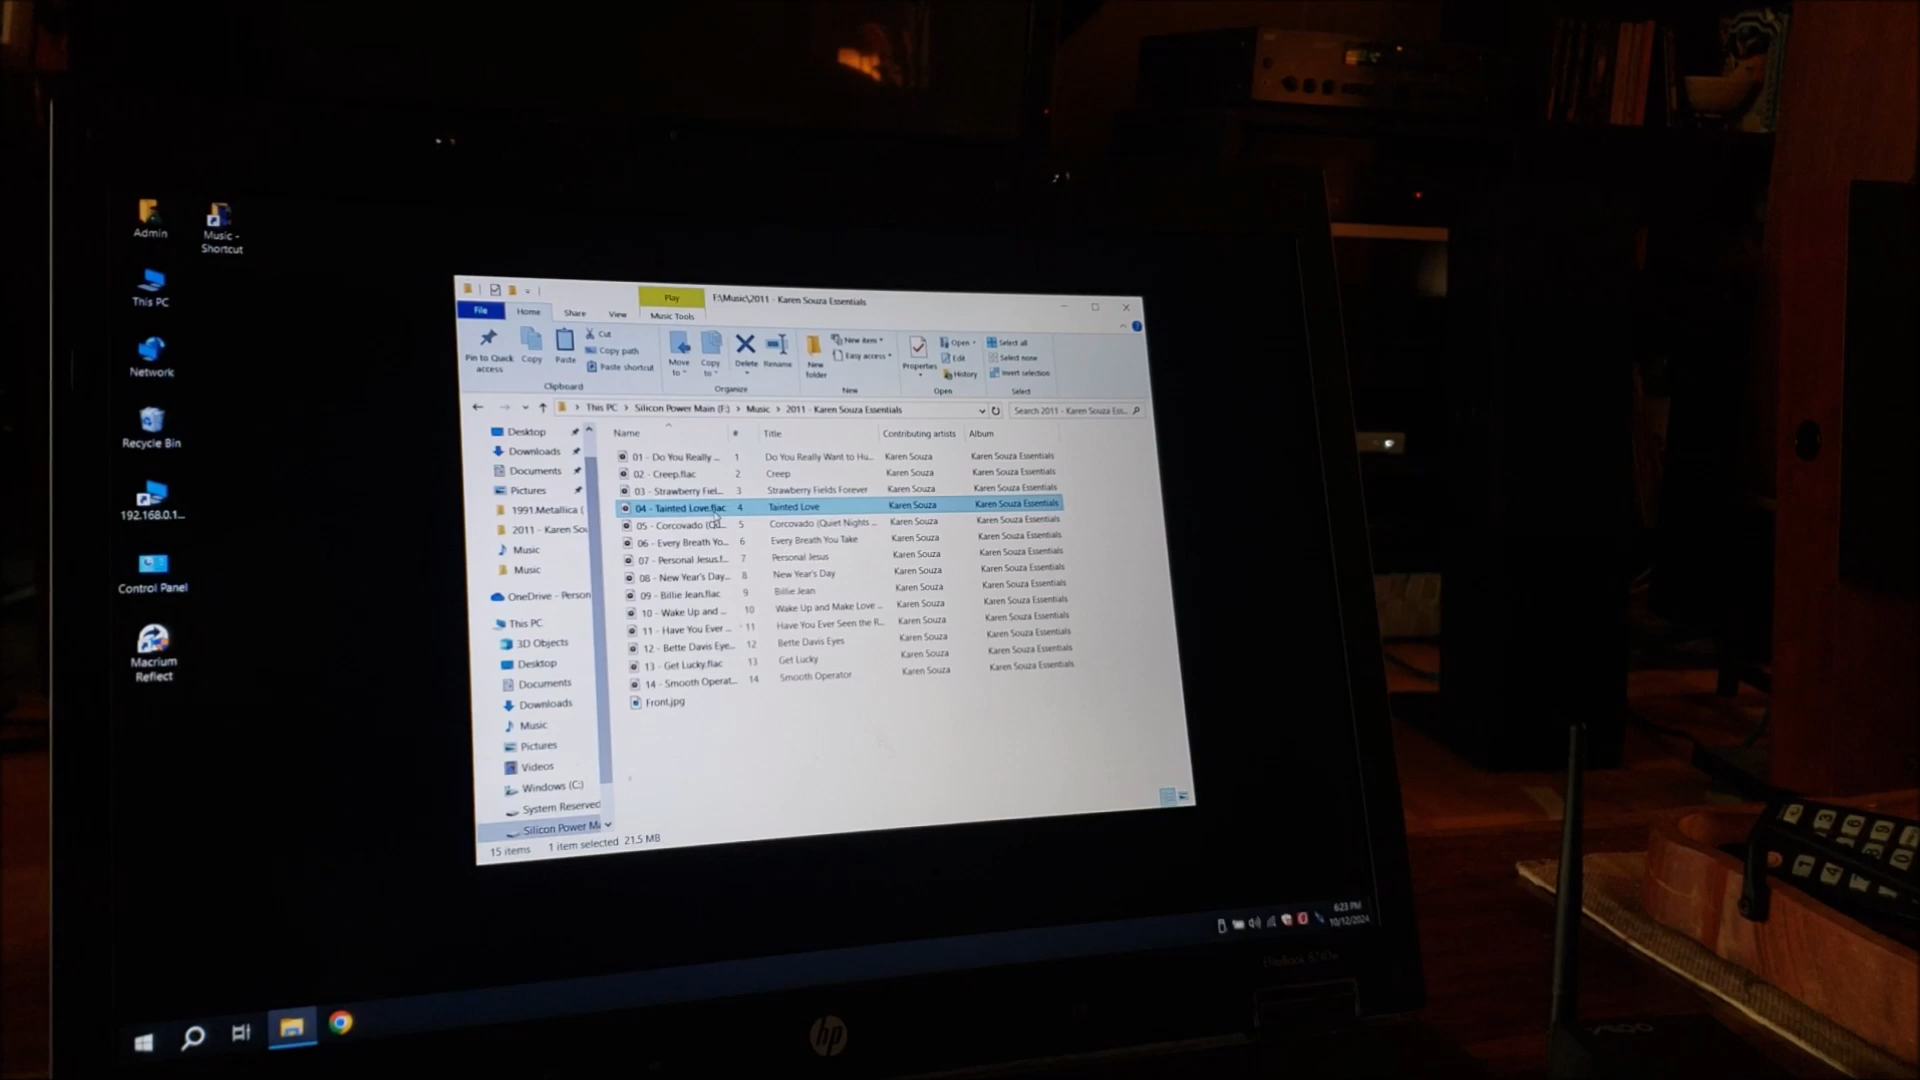 Admin
Music -
Shortcut
This PC
Network
Recycle Bin
192.168.0.1...
Control Panel
Macrium
Reflect
Play
F:\Music\2011 - Karen Souza Essentials
File
Home
Share
View
Music Tools
Pin to Quick
access
Copy
Paste
Cut
Copy path
Paste shortcut
Move
to
Copy
to
Delete
Rename
New
folder
New item
Easy access
Properties
Open
Edit
History
Select all
Select none
Invert selection
Clipboard
Organize
New
Open
Select
This PC > Silicon Power Main (F:) > Music > 2011 - Karen Souza Essentials
Search 2011 - Karen Souza Ess...
Desktop
Downloads
Documents
Pictures
1991.Metallica (
2011 - Karen Sou
Music
Music
OneDrive - Person
This PC
3D Objects
Desktop
Documents
Downloads
Music
Pictures
Videos
Windows (C:)
System Reserved
Silicon Power Ma
Name # Title Contributing artists Album
01 - Do You Really ... 1 Do You Really Want to Hu... Karen Souza Karen Souza Essentials
02 - Creep.flac 2 Creep Karen Souza Karen Souza Essentials
03 - Strawberry Fiel... 3 Strawberry Fields Forever Karen Souza Karen Souza Essentials
04 - Tainted Love.flac 4 Tainted Love Karen Souza Karen Souza Essentials
05 - Corcovado (Qu... 5 Corcovado (Quiet Nights ... Karen Souza Karen Souza Essentials
06 - Every Breath Yo... 6 Every Breath You Take Karen Souza Karen Souza Essentials
07 - Personal Jesus.f... 7 Personal Jesus Karen Souza Karen Souza Essentials
08 - New Year's Day... 8 New Year's Day Karen Souza Karen Souza Essentials
09 - Billie Jean.flac 9 Billie Jean Karen Souza Karen Souza Essentials
10 - Wake Up and ... 10 Wake Up and Make Love ... Karen Souza Karen Souza Essentials
11 - Have You Ever ... 11 Have You Ever Seen the R... Karen Souza Karen Souza Essentials
12 - Bette Davis Eye... 12 Bette Davis Eyes Karen Souza Karen Souza Essentials
13 - Get Lucky.flac 13 Get Lucky Karen Souza Karen Souza Essentials
14 - Smooth Operat... 14 Smooth Operator Karen Souza Karen Souza Essentials
Front.jpg
15 items 1 item selected 21.5 MB
6:23 PM
10/12/2024
EliteBook 8740w
hp